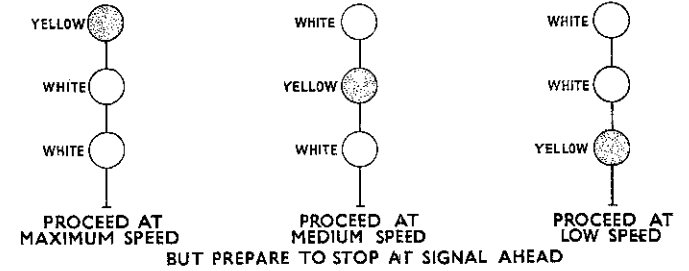 YELLOW WHITE WHITE
WHITE YELLOW WHITE
WHITE WHITE YELLOW
PROCEED AT PROCEED AT PROCEED AT
MAXIMUM SPEED MEDIUM SPEED LOW SPEED
BUT PREPARE TO STOP AT SIGNAL AHEAD